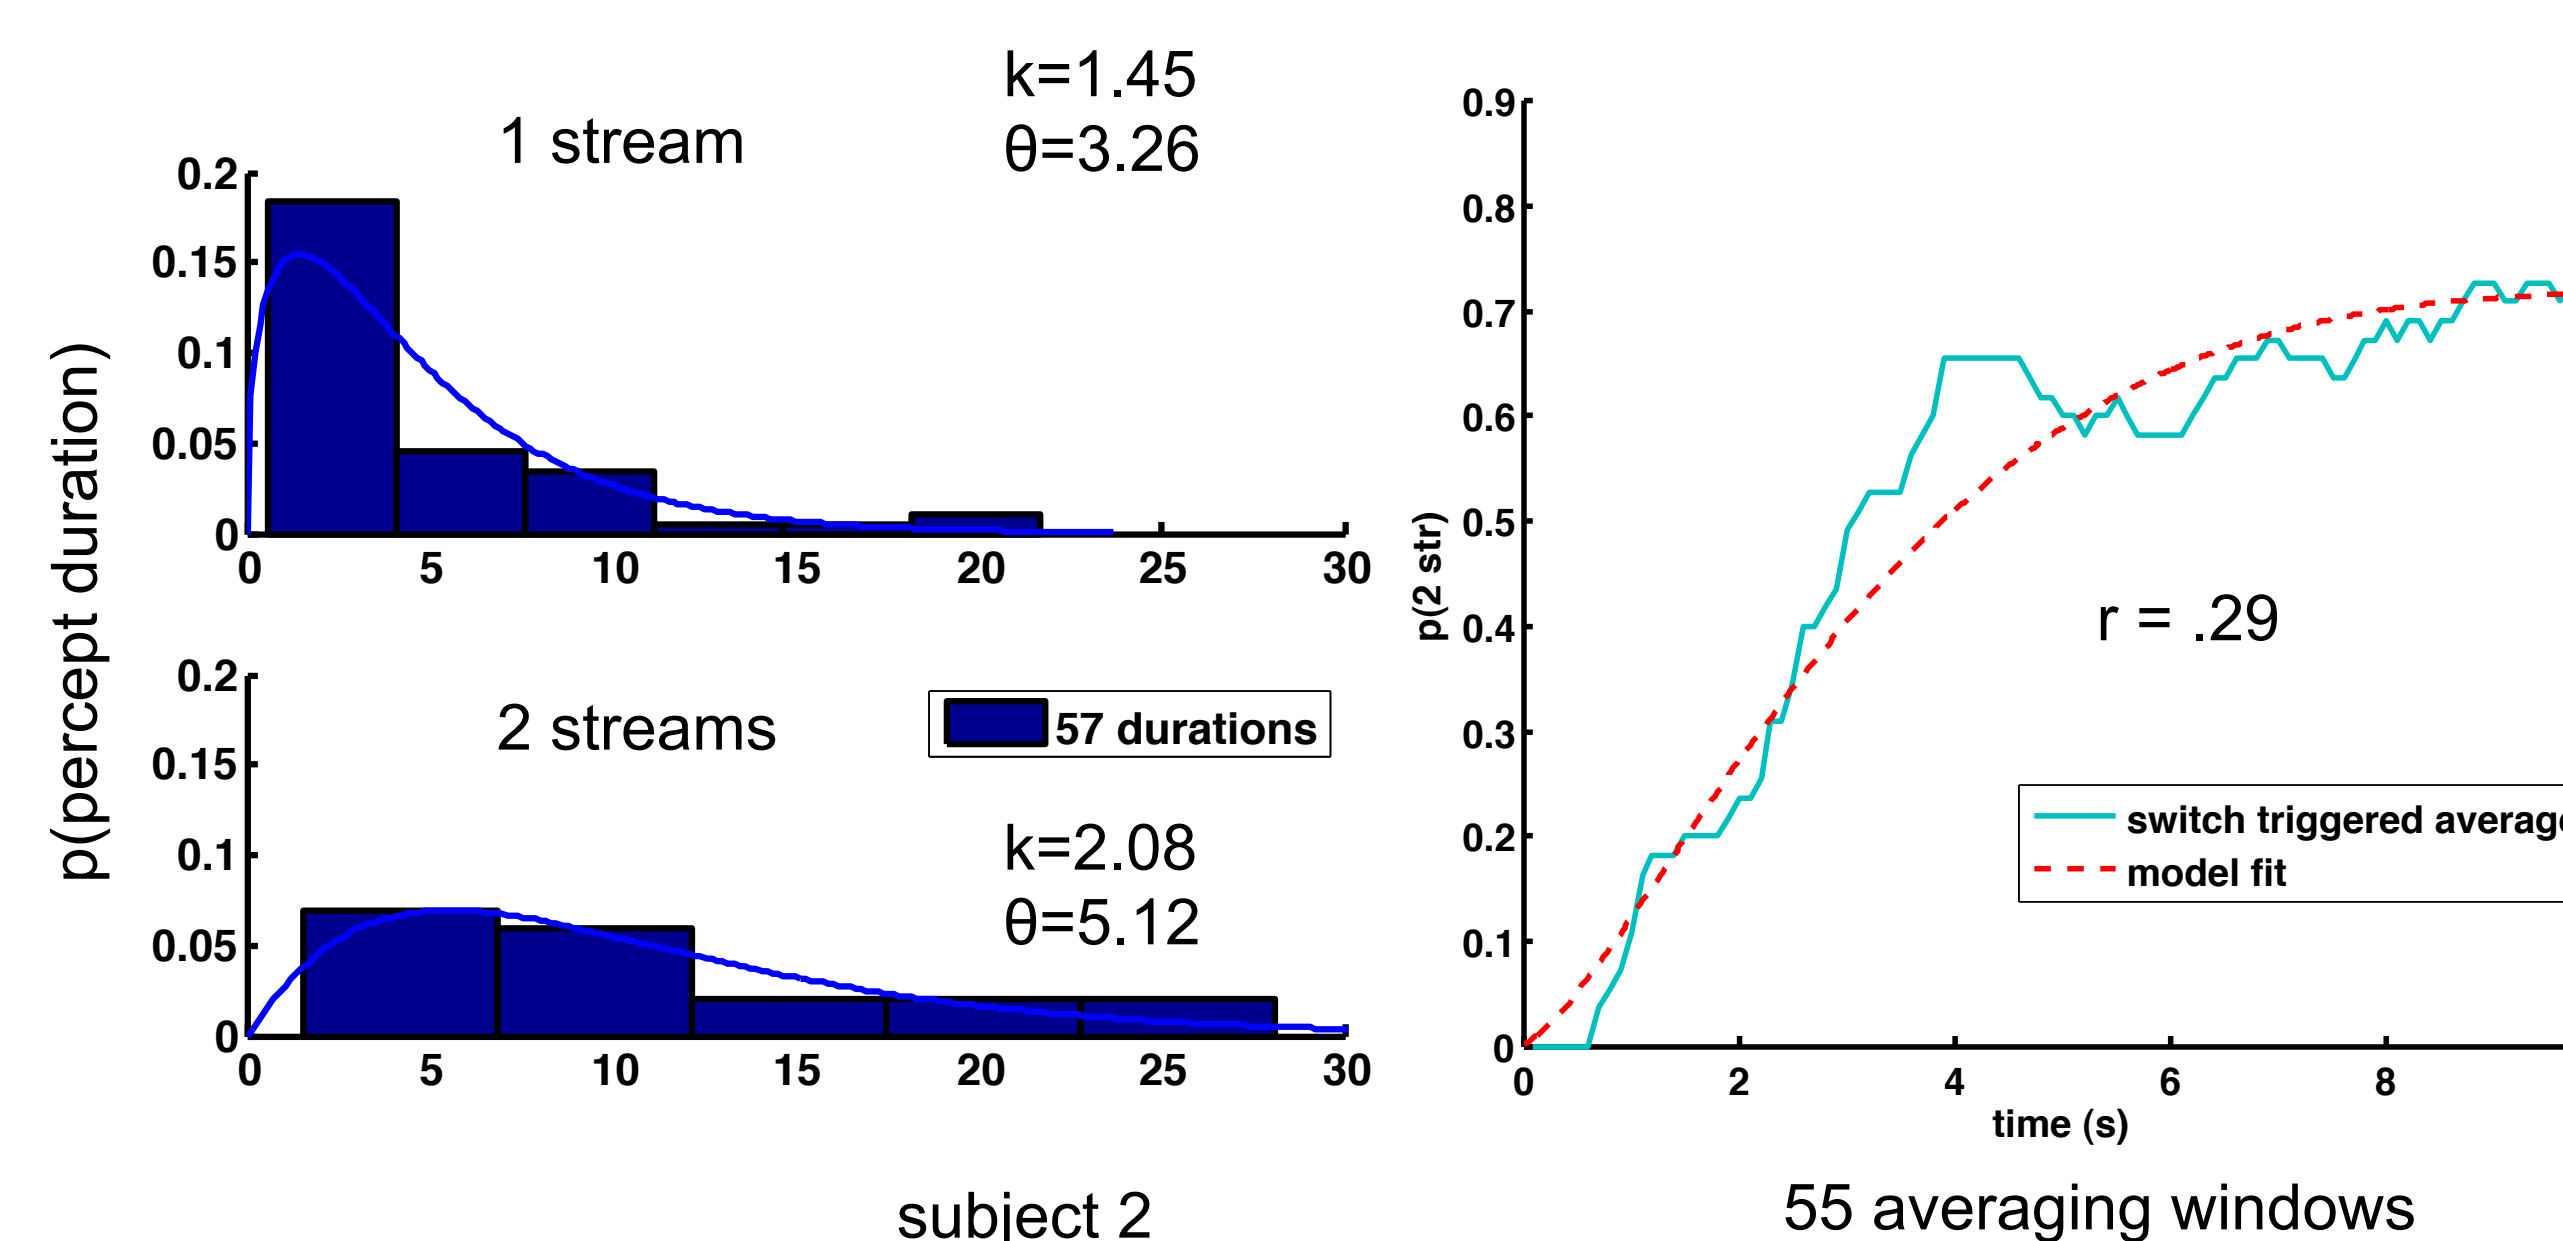 k=1.45
θ=3.26
1 stream
0.2
0.15
0.1
0.05
0
0 5 10 15 20 25 30
p(percept duration)
2 streams
57 durations
k=2.08
θ=5.12
0.2
0.15
0.1
0.05
0
0 5 10 15 20 25 30
subject 2
0.9
0.8
0.7
0.6
0.5
0.4
0.3
0.2
0.1
0
p(2 str)
r = .29
switch triggered average
model fit
0 2 4 6 8
time (s)
55 averaging windows